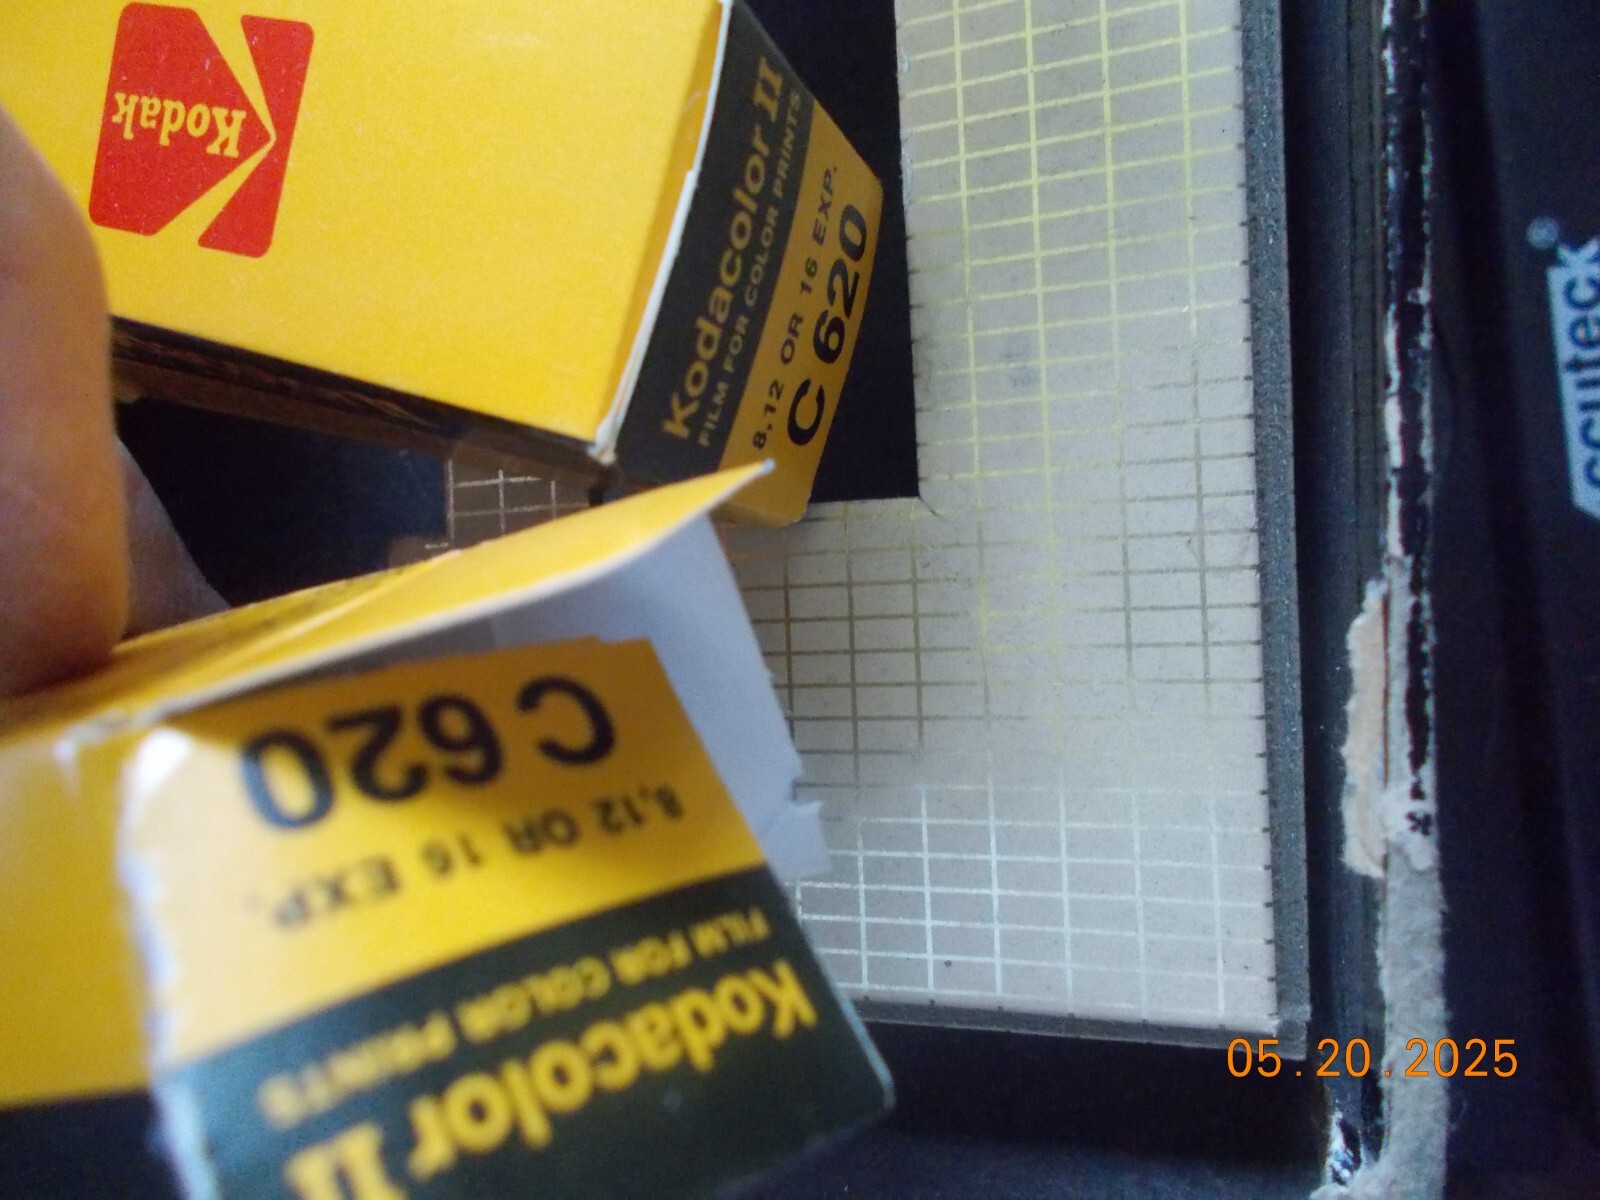 Kodak
Kodacolor II
FILM FOR COLOR PRINTS
8,12 OR 16 EXP.
C 620
®
ccuteck
C 620
8,12 OR 16 EXP.
FILM FOR COLOR PRINTS
Kodacolor II
05.20.2025